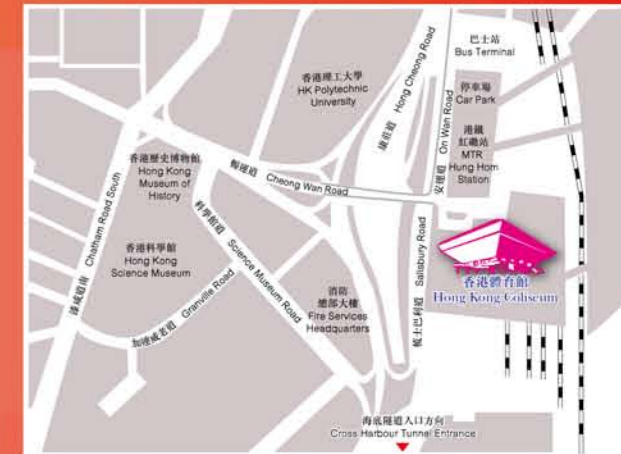 巴士站
Bus Terminal
停車場
Car Park
港鐵
紅磡站
MTR
Hung Hom
Station
香港理工大學
HK Polytechnic
University
康莊道 Hong Cheong Road
安運道 On Wan Road
香港歷史博物館
Hong Kong
Museum of
History
暢運道 Cheong Wan Road
漆咸道南 Chatham Road South
科學館道 Science Museum Road
香港科學館
Hong Kong
Science Museum
加連威老道 Granville Road
消防
總部大樓
Fire Services
Headquarters
梳士巴利道 Salisbury Road
香港體育館
Hong Kong Coliseum
海底隧道入口方向
Cross Harbour Tunnel Entrance